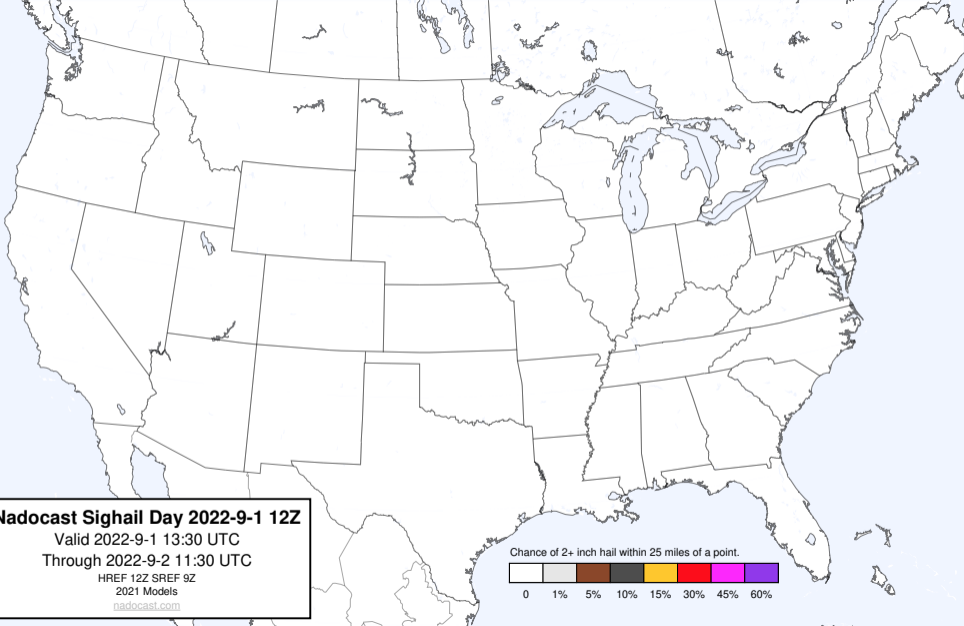 Nadocast Sighail Day 2022-9-1 12Z
Valid 2022-9-1 13:30 UTC
Through 2022-9-2 11:30 UTC
HREF 12Z SREF 9Z
2021 Models
nadocast.com
Chance of 2+ inch hail within 25 miles of a point.
0 1% 5% 10% 15% 30% 45% 60%